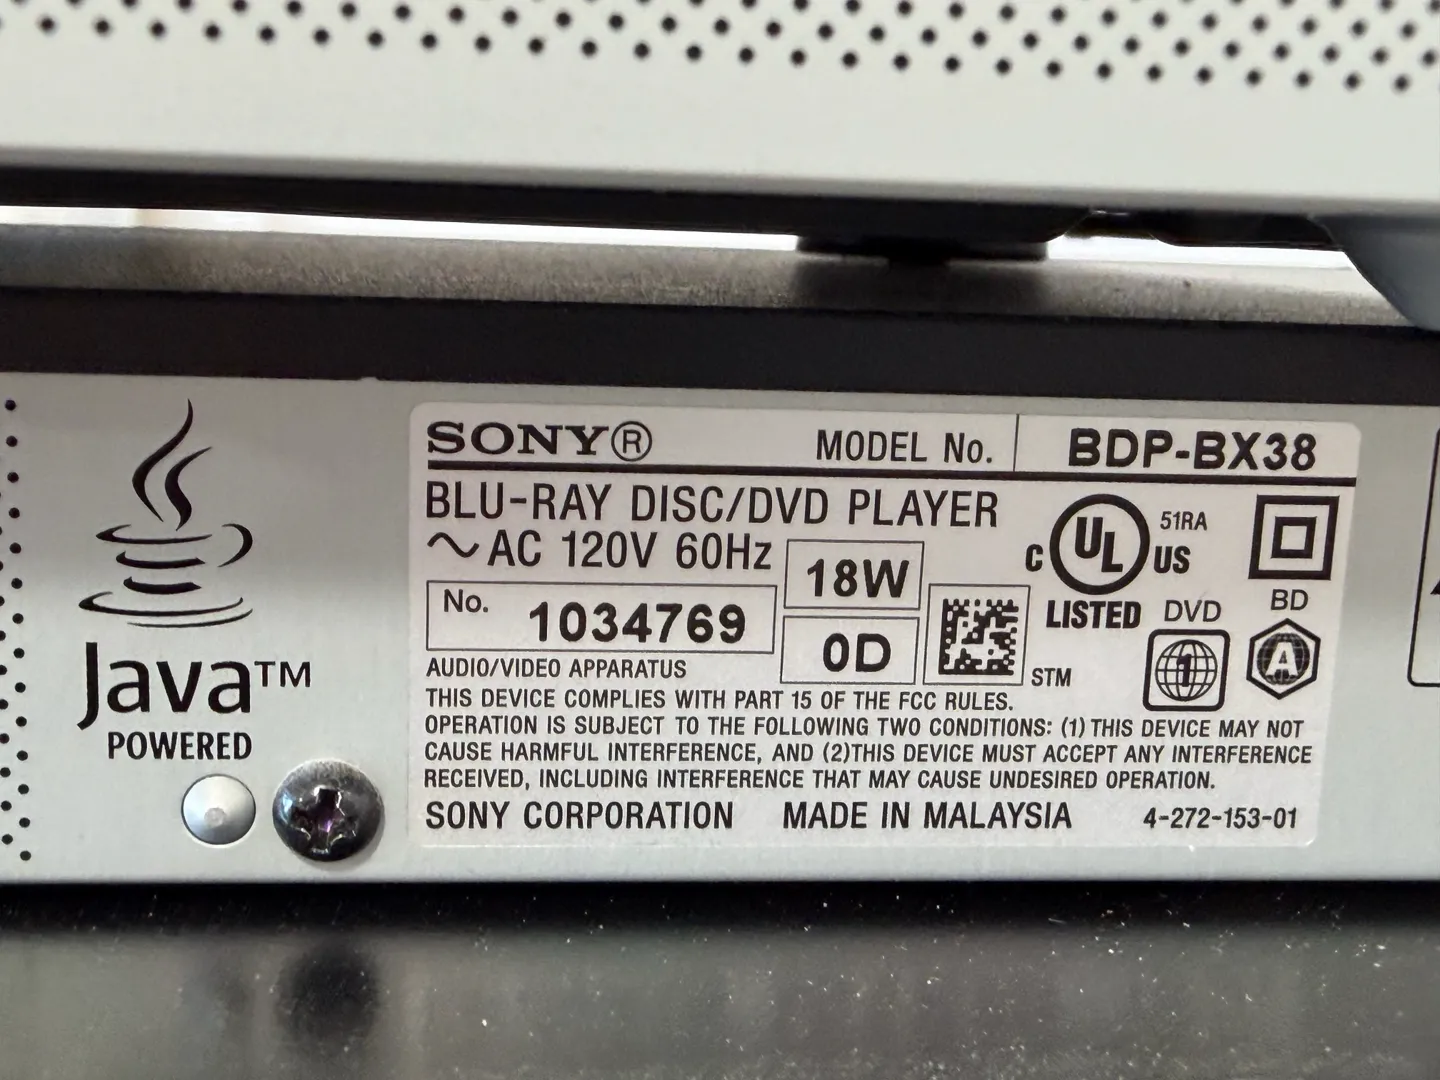 Java™
POWERED
SONY® MODEL No. BDP-BX38
BLU-RAY DISC/DVD PLAYER
~ AC 120V 60Hz 18W
No. 1034769 0D
C UL US 51RA
LISTED DVD BD
1 A
STM
AUDIO/VIDEO APPARATUS
THIS DEVICE COMPLIES WITH PART 15 OF THE FCC RULES.
OPERATION IS SUBJECT TO THE FOLLOWING TWO CONDITIONS: (1) THIS DEVICE MAY NOT
CAUSE HARMFUL INTERFERENCE, AND (2)THIS DEVICE MUST ACCEPT ANY INTERFERENCE
RECEIVED, INCLUDING INTERFERENCE THAT MAY CAUSE UNDESIRED OPERATION.
SONY CORPORATION MADE IN MALAYSIA 4-272-153-01